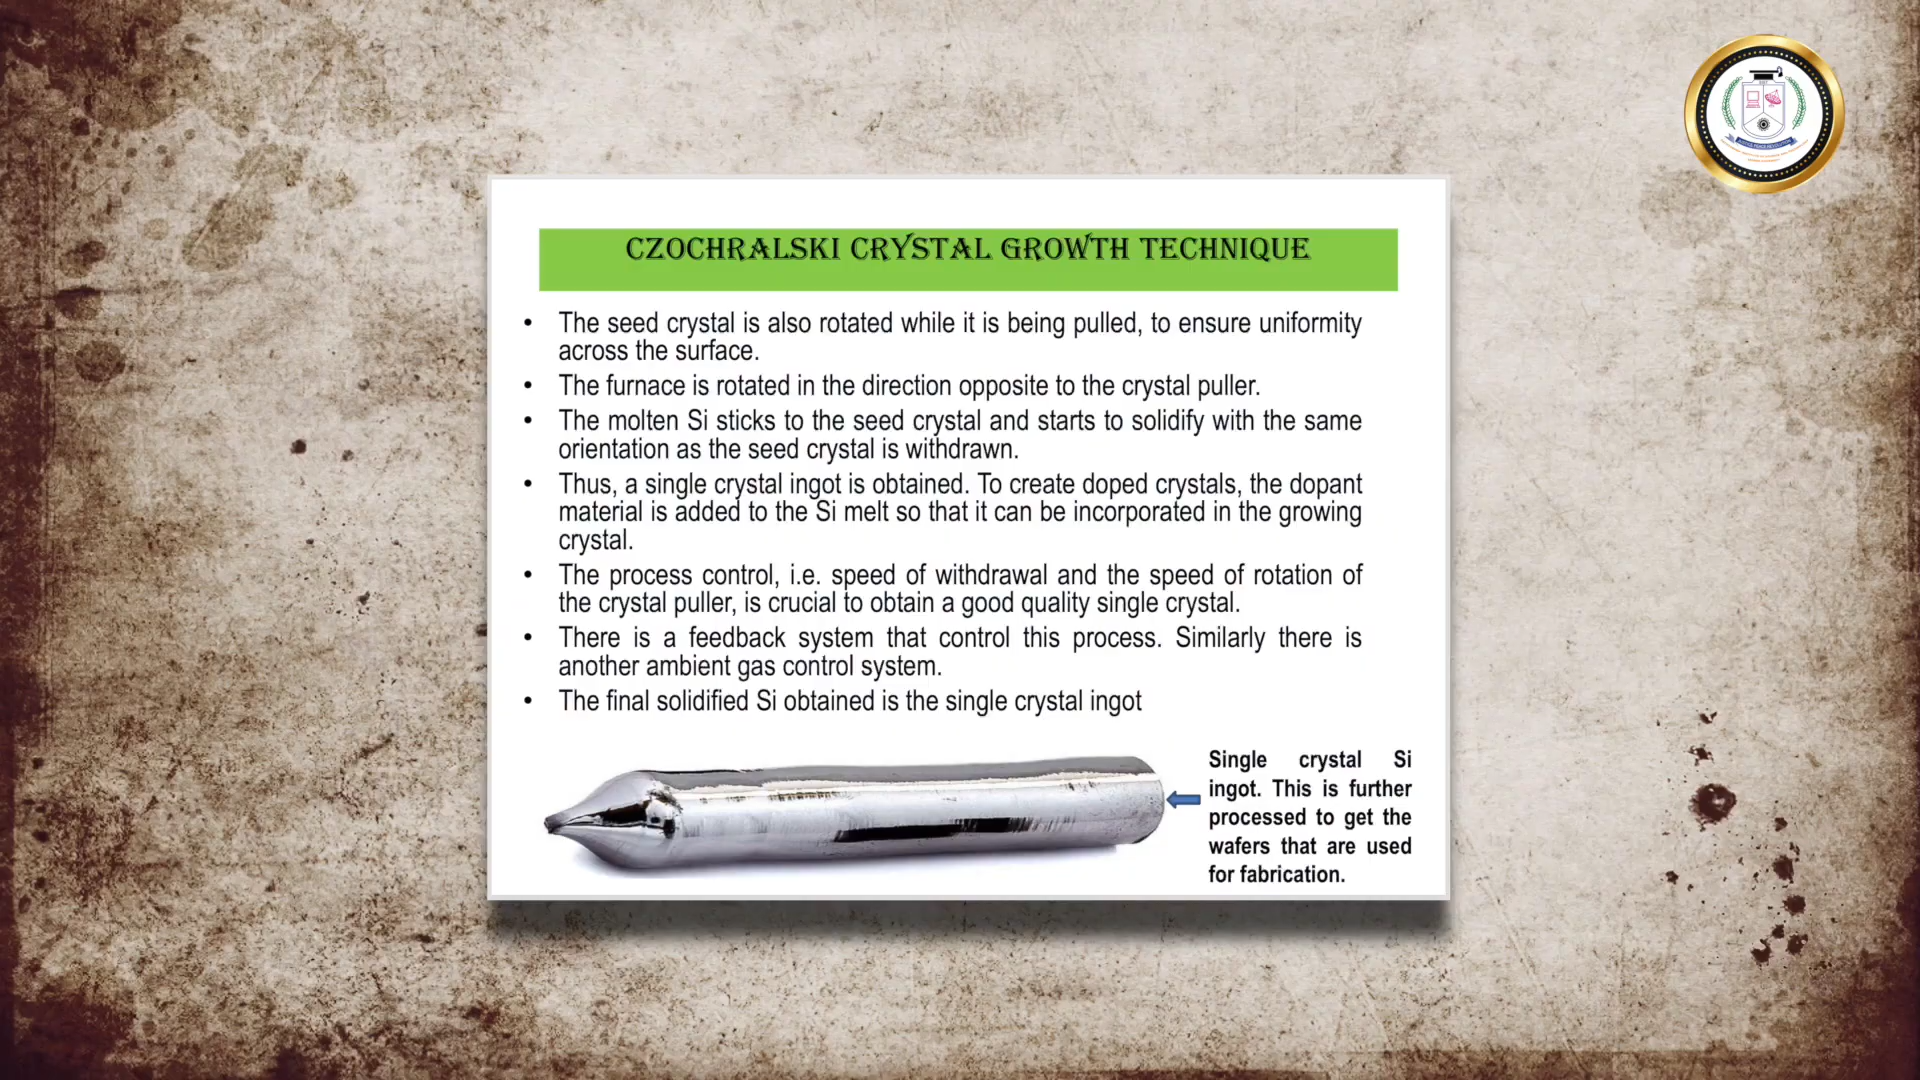 CZOCHRALSKI CRYSTAL GROWTH TECHNIQUE
• The seed crystal is also rotated while it is being pulled, to ensure uniformity
across the surface.
• The furnace is rotated in the direction opposite to the crystal puller.
• The molten Si sticks to the seed crystal and starts to solidify with the same
orientation as the seed crystal is withdrawn.
• Thus, a single crystal ingot is obtained. To create doped crystals, the dopant
material is added to the Si melt so that it can be incorporated in the growing
crystal.
• The process control, i.e. speed of withdrawal and the speed of rotation of
the crystal puller, is crucial to obtain a good quality single crystal.
• There is a feedback system that control this process. Similarly there is
another ambient gas control system.
• The final solidified Si obtained is the single crystal ingot
Single crystal Si
ingot. This is further
processed to get the
wafers that are used
for fabrication.